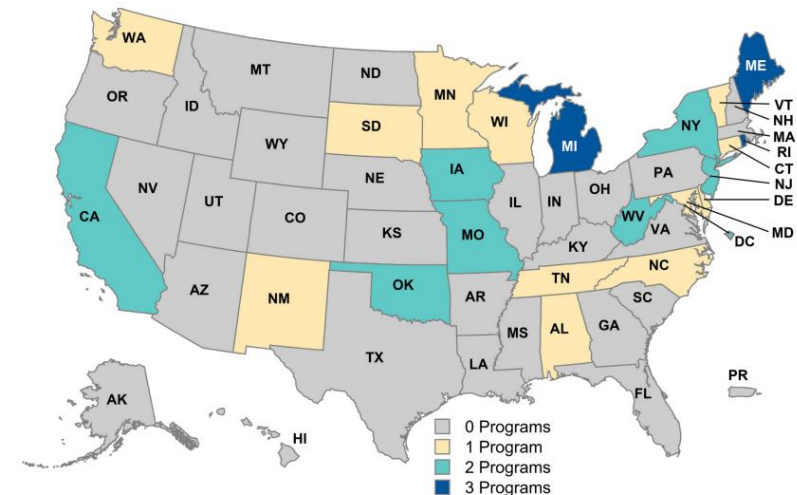 WA
MT
ND
MN
ME
OR
ID
SD
WI
MI
NY
VT
NH
MA
RI
CT
NJ
DE
MD
DC
WY
NE
IA
PA
NV
UT
CO
IL
IN
OH
WV
VA
CA
KS
MO
KY
AZ
NM
OK
AR
TN
NC
TX
LA
MS
AL
GA
SC
FL
PR
AK
HI
0 Programs
1 Program
2 Programs
3 Programs